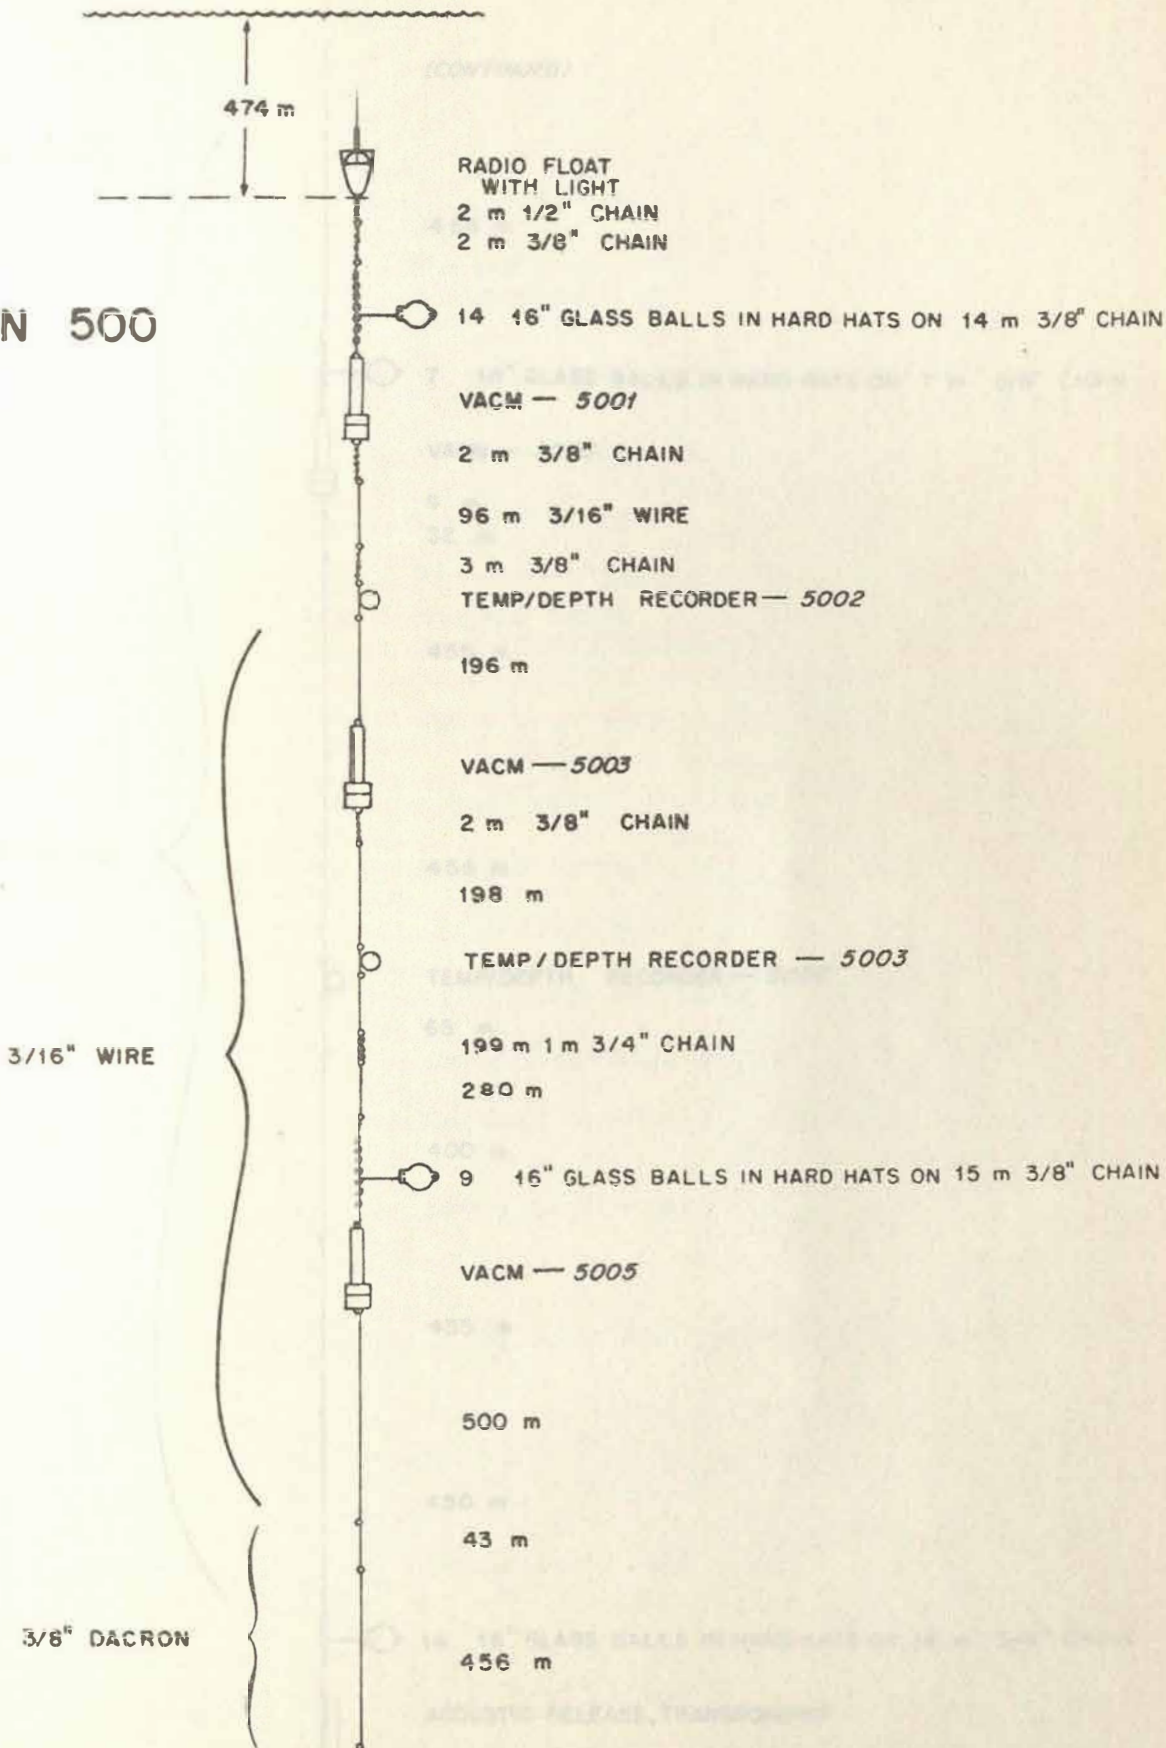 (CONTINUED)
474 m
RADIO FLOAT
WITH LIGHT
2 m 1/2" CHAIN
2 m 3/8" CHAIN
N 500
14 16" GLASS BALLS IN HARD HATS ON 14 m 3/8" CHAIN
VACM — 5001
2 m 3/8" CHAIN
96 m 3/16" WIRE
3 m 3/8" CHAIN
TEMP/DEPTH RECORDER — 5002
196 m
VACM — 5003
2 m 3/8" CHAIN
198 m
TEMP/DEPTH RECORDER — 5003
3/16" WIRE
199 m 1 m 3/4" CHAIN
280 m
9 16" GLASS BALLS IN HARD HATS ON 15 m 3/8" CHAIN
VACM — 5005
500 m
43 m
3/8" DACRON
456 m